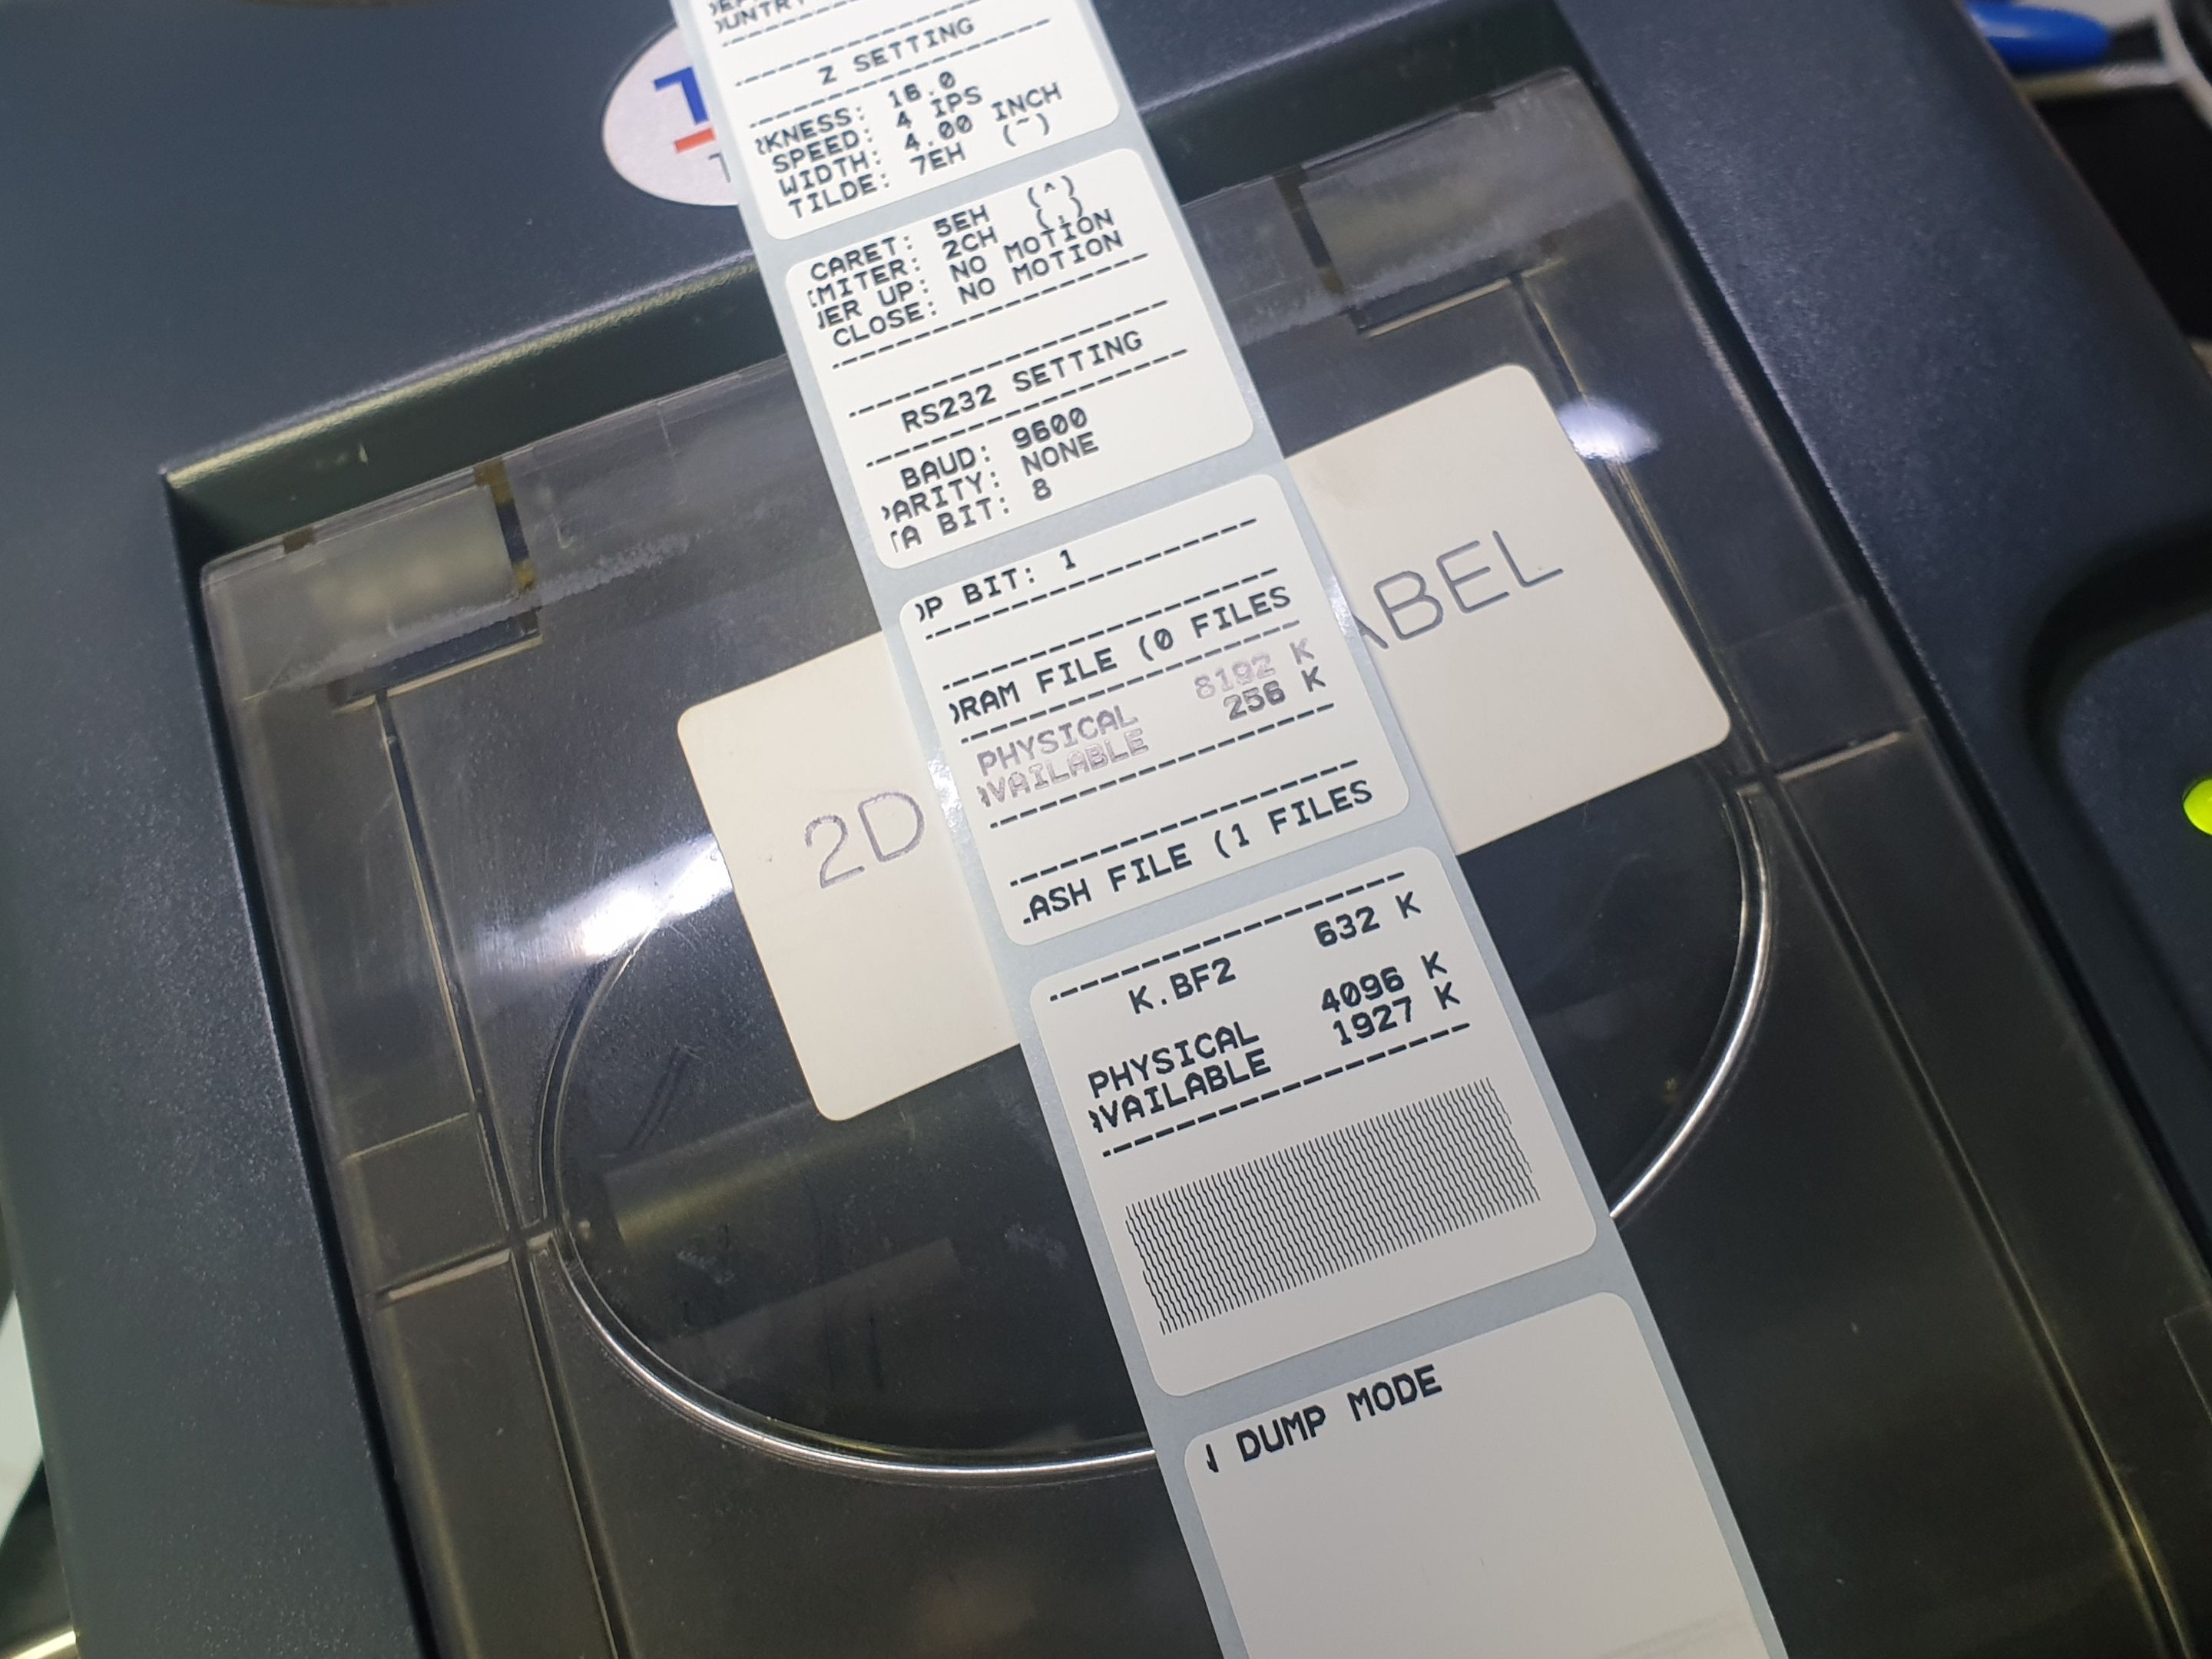 Z SETTING
KNESS: 16.0
SPEED: 4 IPS
WIDTH: 4.00 INCH
TILDE: 7EH (~)
CARET: 5EH (^)
MITER: 2CH (,)
ER UP: NO MOTION
CLOSE: NO MOTION
RS232 SETTING
BAUD: 9600
ARITY: NONE
A BIT: 8
P BIT: 1
RAM FILE (0 FILES
PHYSICAL 8192 K
VAILABLE 256 K
ASH FILE (1 FILES
K.BF2 632 K
PHYSICAL 4096 K
VAILABLE 1927 K
DUMP MODE
2D
ABEL